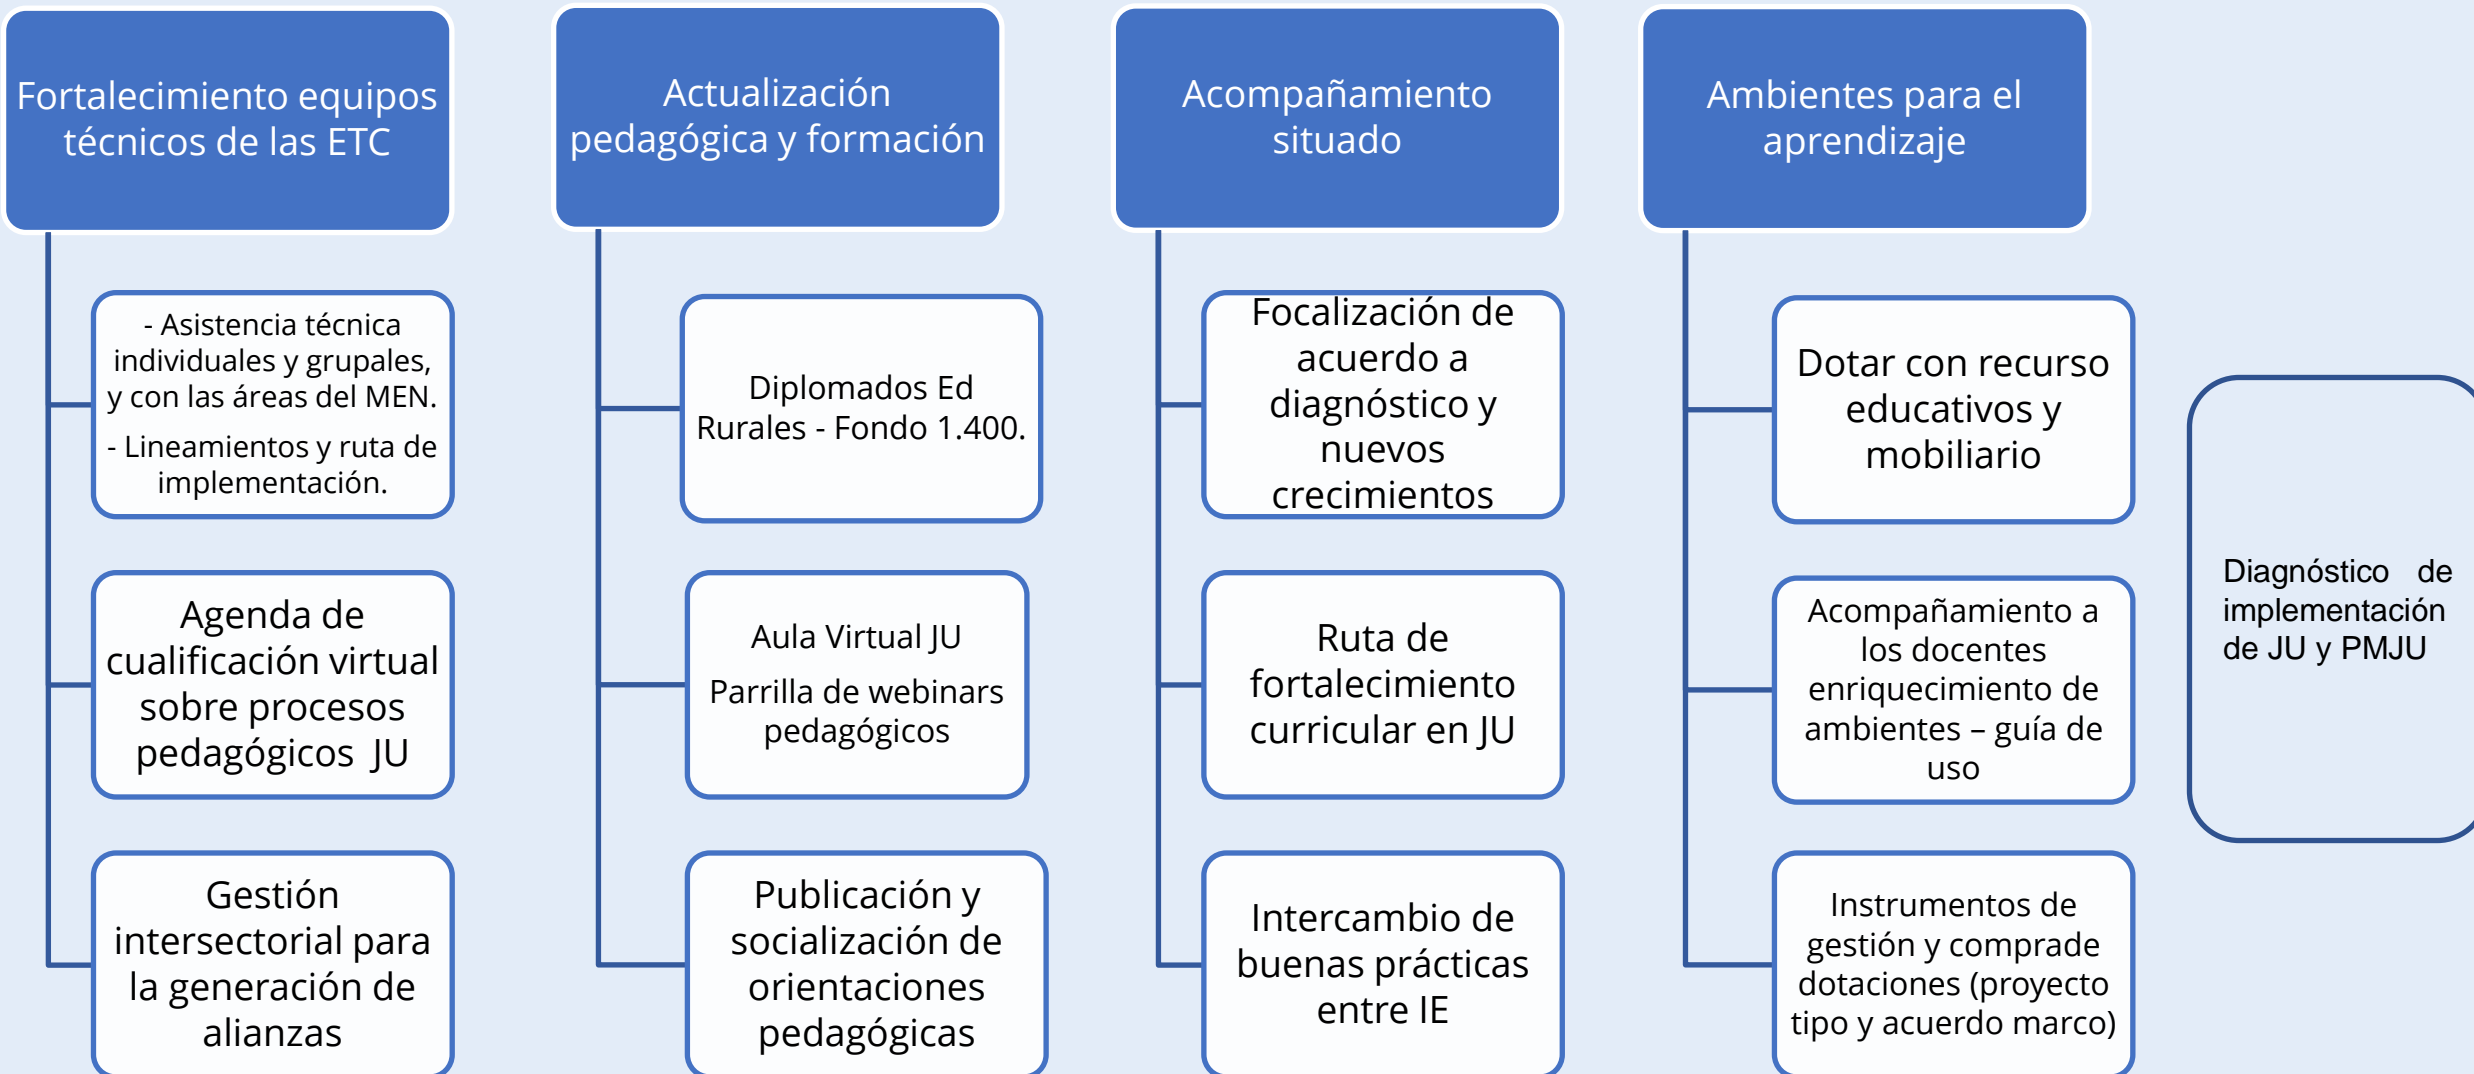 Fortalecimiento equipos
técnicos de las ETC
- Asistencia técnica
individuales y grupales,
y con las áreas del MEN.
- Lineamientos y ruta de
implementación.
Agenda de
cualificación virtual
sobre procesos
pedagógicos JU
Gestión
intersectorial para
la generación de
alianzas
Actualización
pedagógica y formación
Diplomados Ed
Rurales - Fondo 1.400.
Aula Virtual JU
Parrilla de webinars
pedagógicos
Publicación y
socialización de
orientaciones
pedagógicas
Acompañamiento
situado
Focalización de
acuerdo a
diagnóstico y
nuevos
crecimientos
Ruta de
fortalecimiento
curricular en JU
Intercambio de
buenas prácticas
entre IE
Ambientes para el
aprendizaje
Dotar con recurso
educativos y
mobiliario
Acompañamiento a
los docentes
enriquecimiento de
ambientes – guía de
uso
Instrumentos de
gestión y comprade
dotaciones (proyecto
tipo y acuerdo marco)
Diagnóstico de
implementación
de JU y PMJU